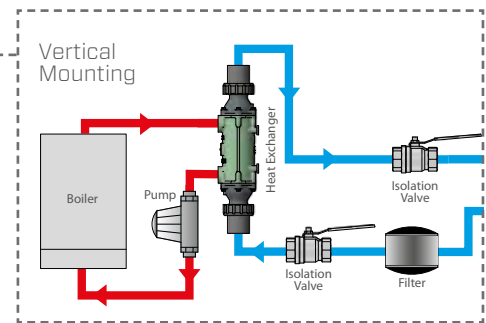 Vertical
Mounting
Boiler
Pump
Heat Exchanger
Isolation
Valve
Isolation
Valve
Filter